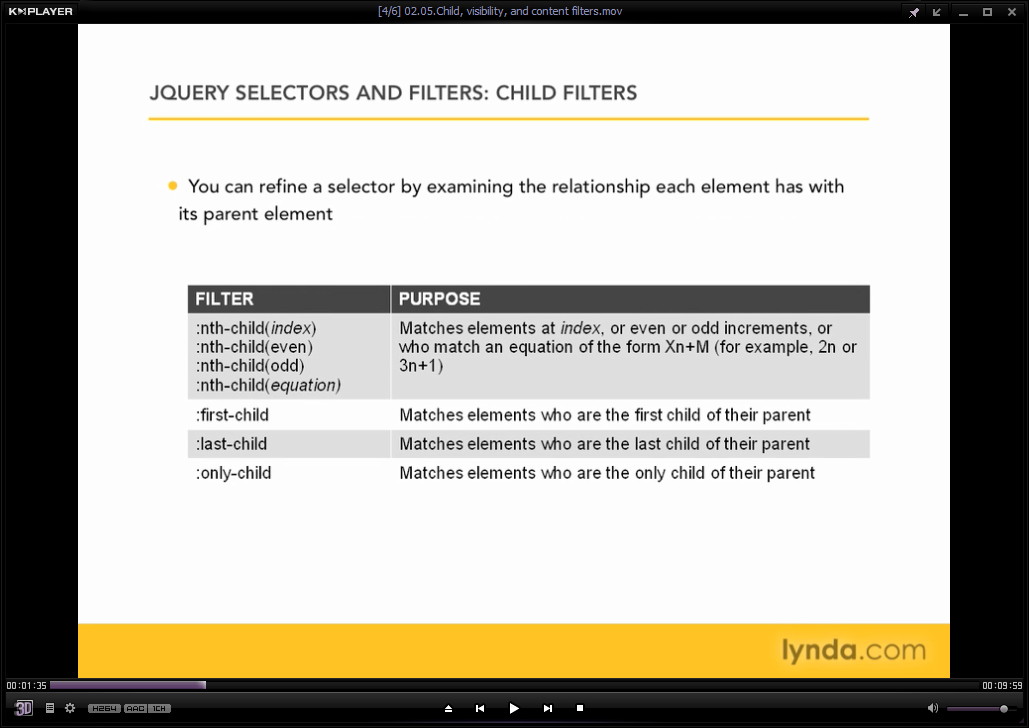 K▸MPLAYER
[4/6] 02.05.Child, visibility, and content filters.mov
JQUERY SELECTORS AND FILTERS: CHILD FILTERS
You can refine a selector by examining the relationship each element has with
its parent element
FILTER PURPOSE
:nth-child(index) Matches elements at index, or even or odd increments, or
:nth-child(even) who match an equation of the form Xn+M (for example, 2n or
:nth-child(odd) 3n+1)
:nth-child(equation)
:first-child Matches elements who are the first child of their parent
:last-child Matches elements who are the last child of their parent
:only-child Matches elements who are the only child of their parent
lynda.com
00:01:35 00:09:59
3D H264 AAC 1CH